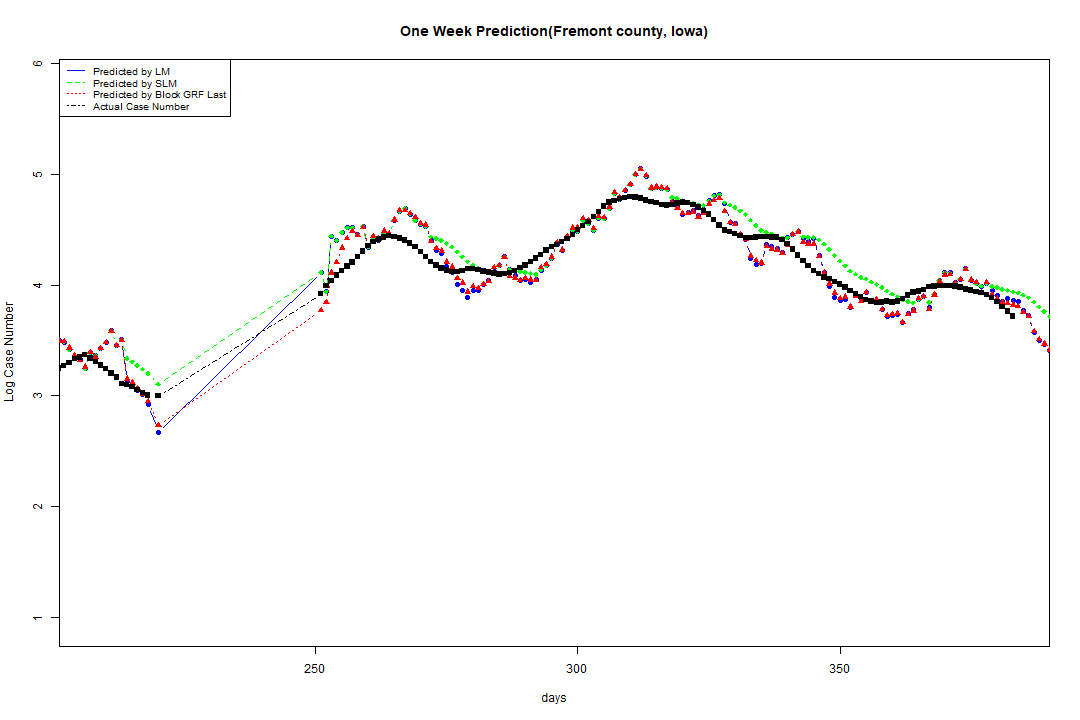 One Week Prediction(Fremont county, Iowa)
Predicted by LM
Predicted by SLM
Predicted by Block GRF Last
Actual Case Number
Log Case Number
6
5
4
3
2
1
250
300
350
days